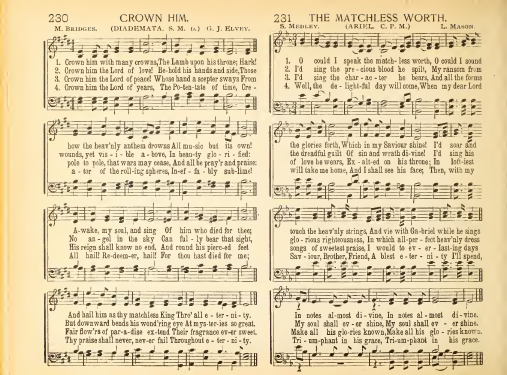 230 CROWN HIM.
M. BRIDGES. (DIADEMATA. S. M. D.) G. J. ELVEY.
1. Crown him with many crowns, The Lamb upon his throne; Hark!
2. Crown him the Lord of love! Be-hold his hands and side, Those
3. Crown him the Lord of peace! Whose hand a scepter sways From
4. Crown him the Lord of years, The Po-ten-tate of time, Cre-
how the heav'nly anthem drowns All mu-sic but its own!
wounds, yet vis-i-ble a-bove, In beau-ty glo-ri-fied:
pole to pole, that wars may cease, And all be pray'r and praise:
a-tor of the roll-ing spheres, In-ef-fa-bly sub-lime!
A-wake, my soul, and sing Of him who died for thee;
No an-gel in the sky Can ful-ly bear that sight,
His reign shall know no end, And round his pierc-ed feet
All hail! Re-deem-er, hail! For thou hast died for me;
And hail him as thy matchless King Thro' all e-ter-ni-ty.
But downward bends his wond'ring eye At mys-ter-ies so great.
Fair flow'rs of par-a-dise ex-tend Their fragrance ev-er sweet.
Thy praise shall never, nev-er fail Throughout e-ter-ni-ty.
231 THE MATCHLESS WORTH.
S. MEDLEY. (ARIEL. C. P. M.) L. MASON
1. O could I speak the match-less worth, O could I sound
2. I'd sing the pre-cious blood he spilt, My ransom from
3. I'd sing the char-ac-ter he bears, And all the forms
4. Well, the de-light-ful day will come, When my dear Lord
the glories forth, Which in my Saviour shine! I'd soar and
the dreadful guilt Of sin and wrath di-vine! I'd sing his
of love he wears, Ex-alt-ed on his throne; In loft-iest
will take me home, And I shall see his face; Then, with my
touch the heav'nly strings, And vie with Ga-briel while he sings
glo-rious righteousness, In which all-per-fect heav'nly dress
songs of sweetest praise, I would to ev-er-last-ing days
Sav-iour, Brother, Friend, A blest e-ter-ni-ty I'll spend,
In notes al-most di-vine, In notes al-most di-vine.
My soul shall ev-er shine, My soul shall ev-er shine.
Make all his glo-ries known, Make all his glo-ries known.
Tri-um-phant in his grace, Tri-um-phant in his grace.